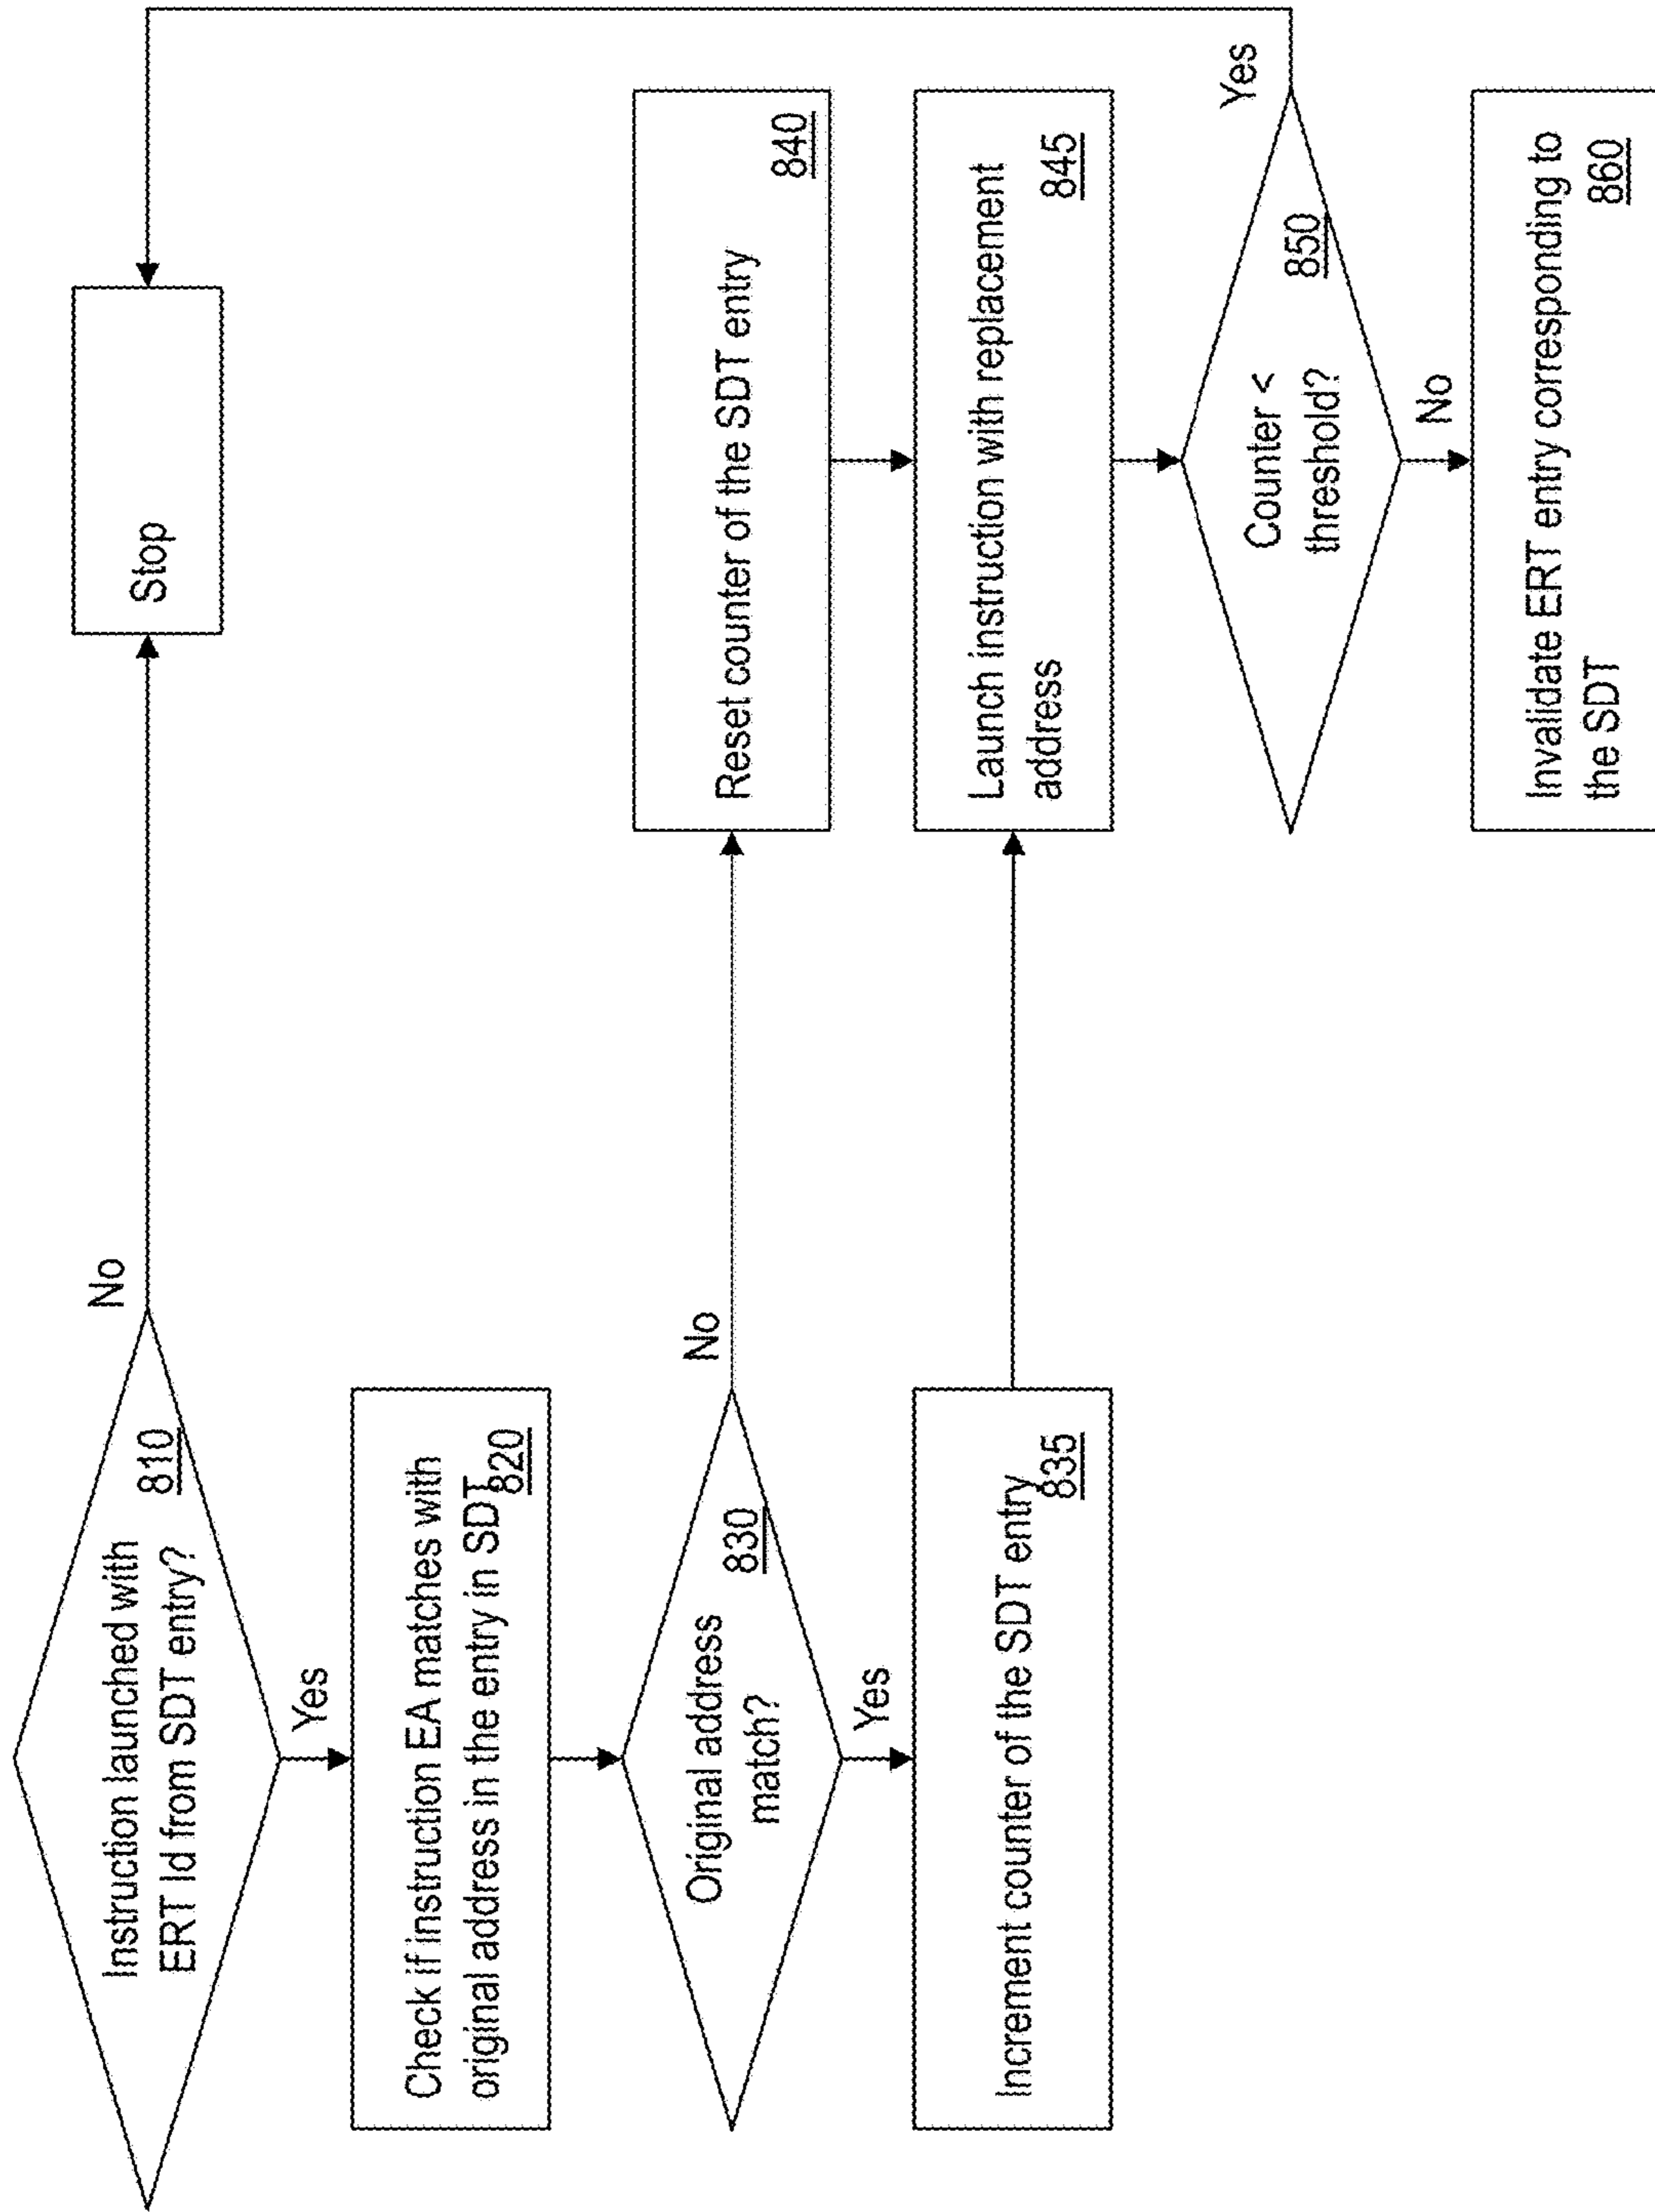 Instruction launched with
ERT Id from SDT entry?
810
No
Stop
Yes
Check if instruction EA matches with
original address in the entry in SDT
820
Original address
match?
830
No
Reset counter of the SDT entry
840
Yes
Increment counter of the SDT entry
835
Launch instruction with replacement
address
845
Counter <
threshold?
850
Yes
No
Invalidate ERT entry corresponding to
the SDT
860